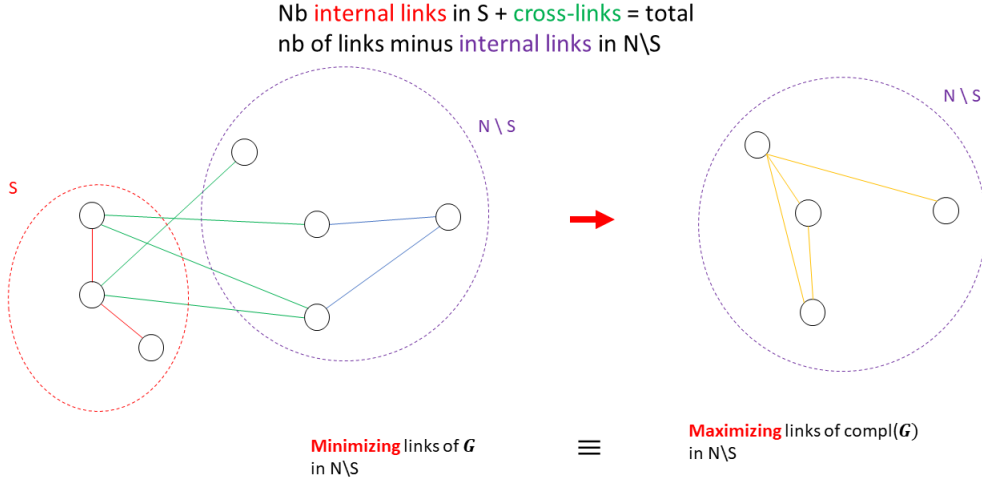 Nb internal links in S + cross-links = total
nb of links minus internal links in N\S
N \ S
N \ S
S
Minimizing links of G
in N\S
≡
Maximizing links of compl(G)
in N\S